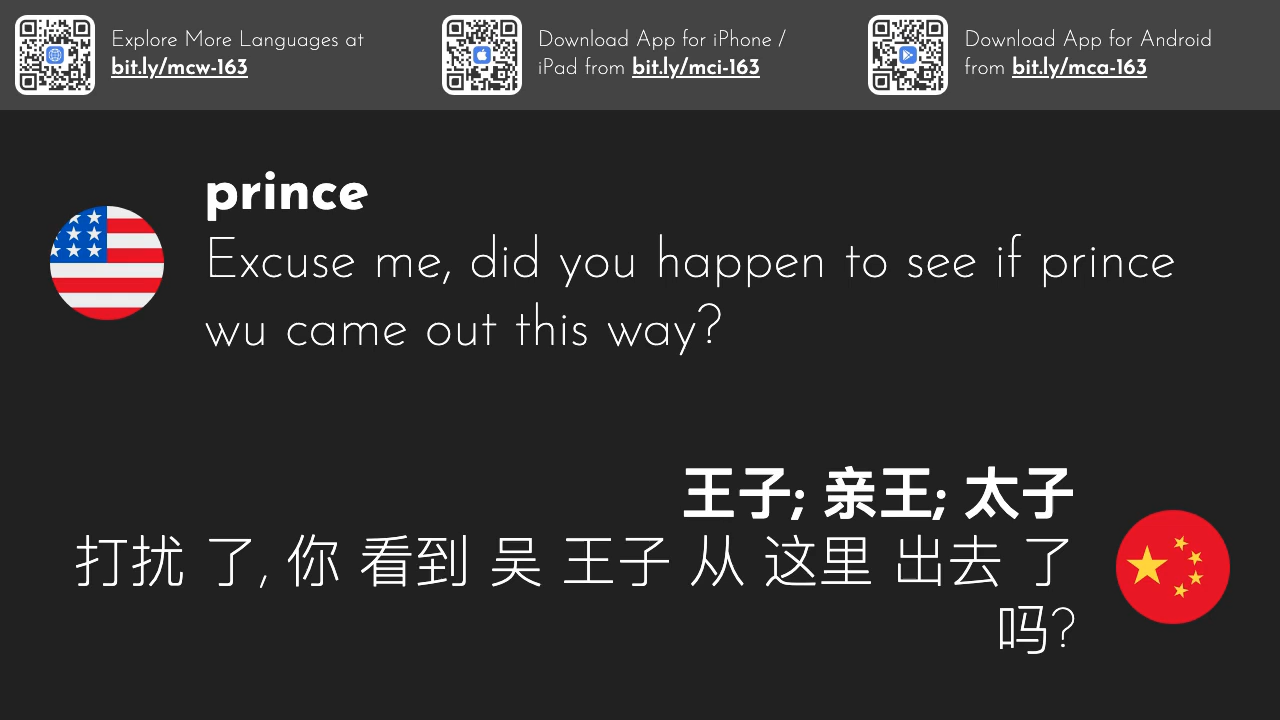 Explore More Languages at
bit.ly/mcw-163
Download App for iPhone /
iPad from bit.ly/mci-163
Download App for Android
from bit.ly/mca-163
prince
Excuse me, did you happen to see if prince
wu came out this way?
王子; 亲王; 太子
打扰 了, 你 看到 吴 王子 从 这里 出去 了
吗?